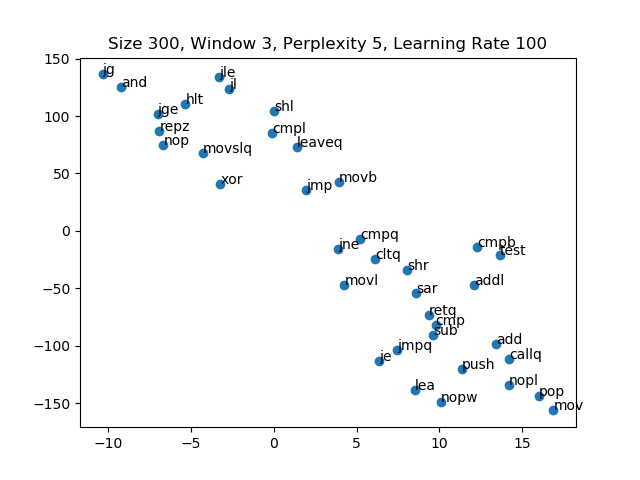 Size 300, Window 3, Perplexity 5, Learning Rate 100
150
100
50
0
−50
−100
−150
−10
−5
0
5
10
15
jg
and
jle
jl
hlt
jge
shl
repz
cmpl
nop
leaveq
movslq
xor
movb
jmp
cmpq
jne
cmpb
test
cltq
shr
movl
addl
sar
retq
cmp
sub
add
jmpq
je
callq
push
lea
nopl
nopw
pop
mov